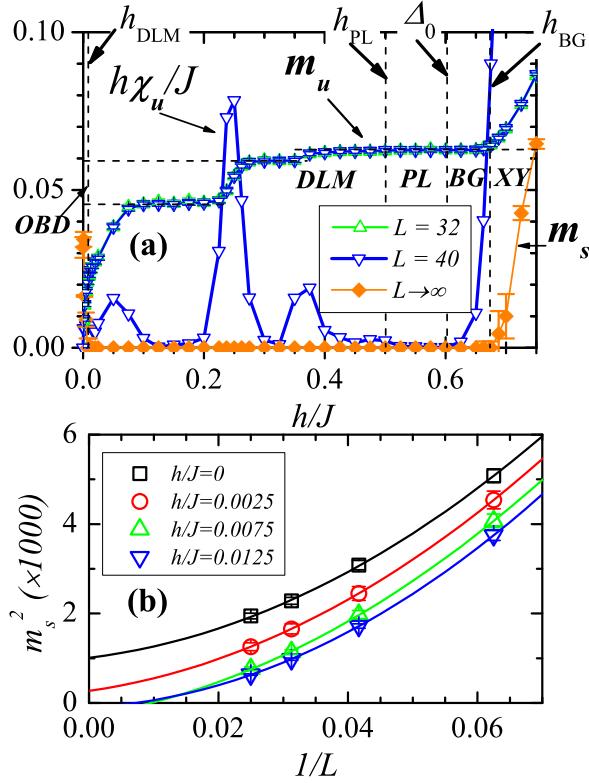 h_DLM h_PL Δ_0 h_BG
0.10
hχ_u/J m_u
DLM PL BG XY
0.05
OBD
(a)
L = 32
L = 40
L→∞
m_s
0.00
0.0 0.2 0.4 0.6
h/J
6
h/J=0
h/J=0.0025
h/J=0.0075
h/J=0.0125
4
(b)
m_s^2 (×1000)
2
0
0.00 0.02 0.04 0.06
1/L